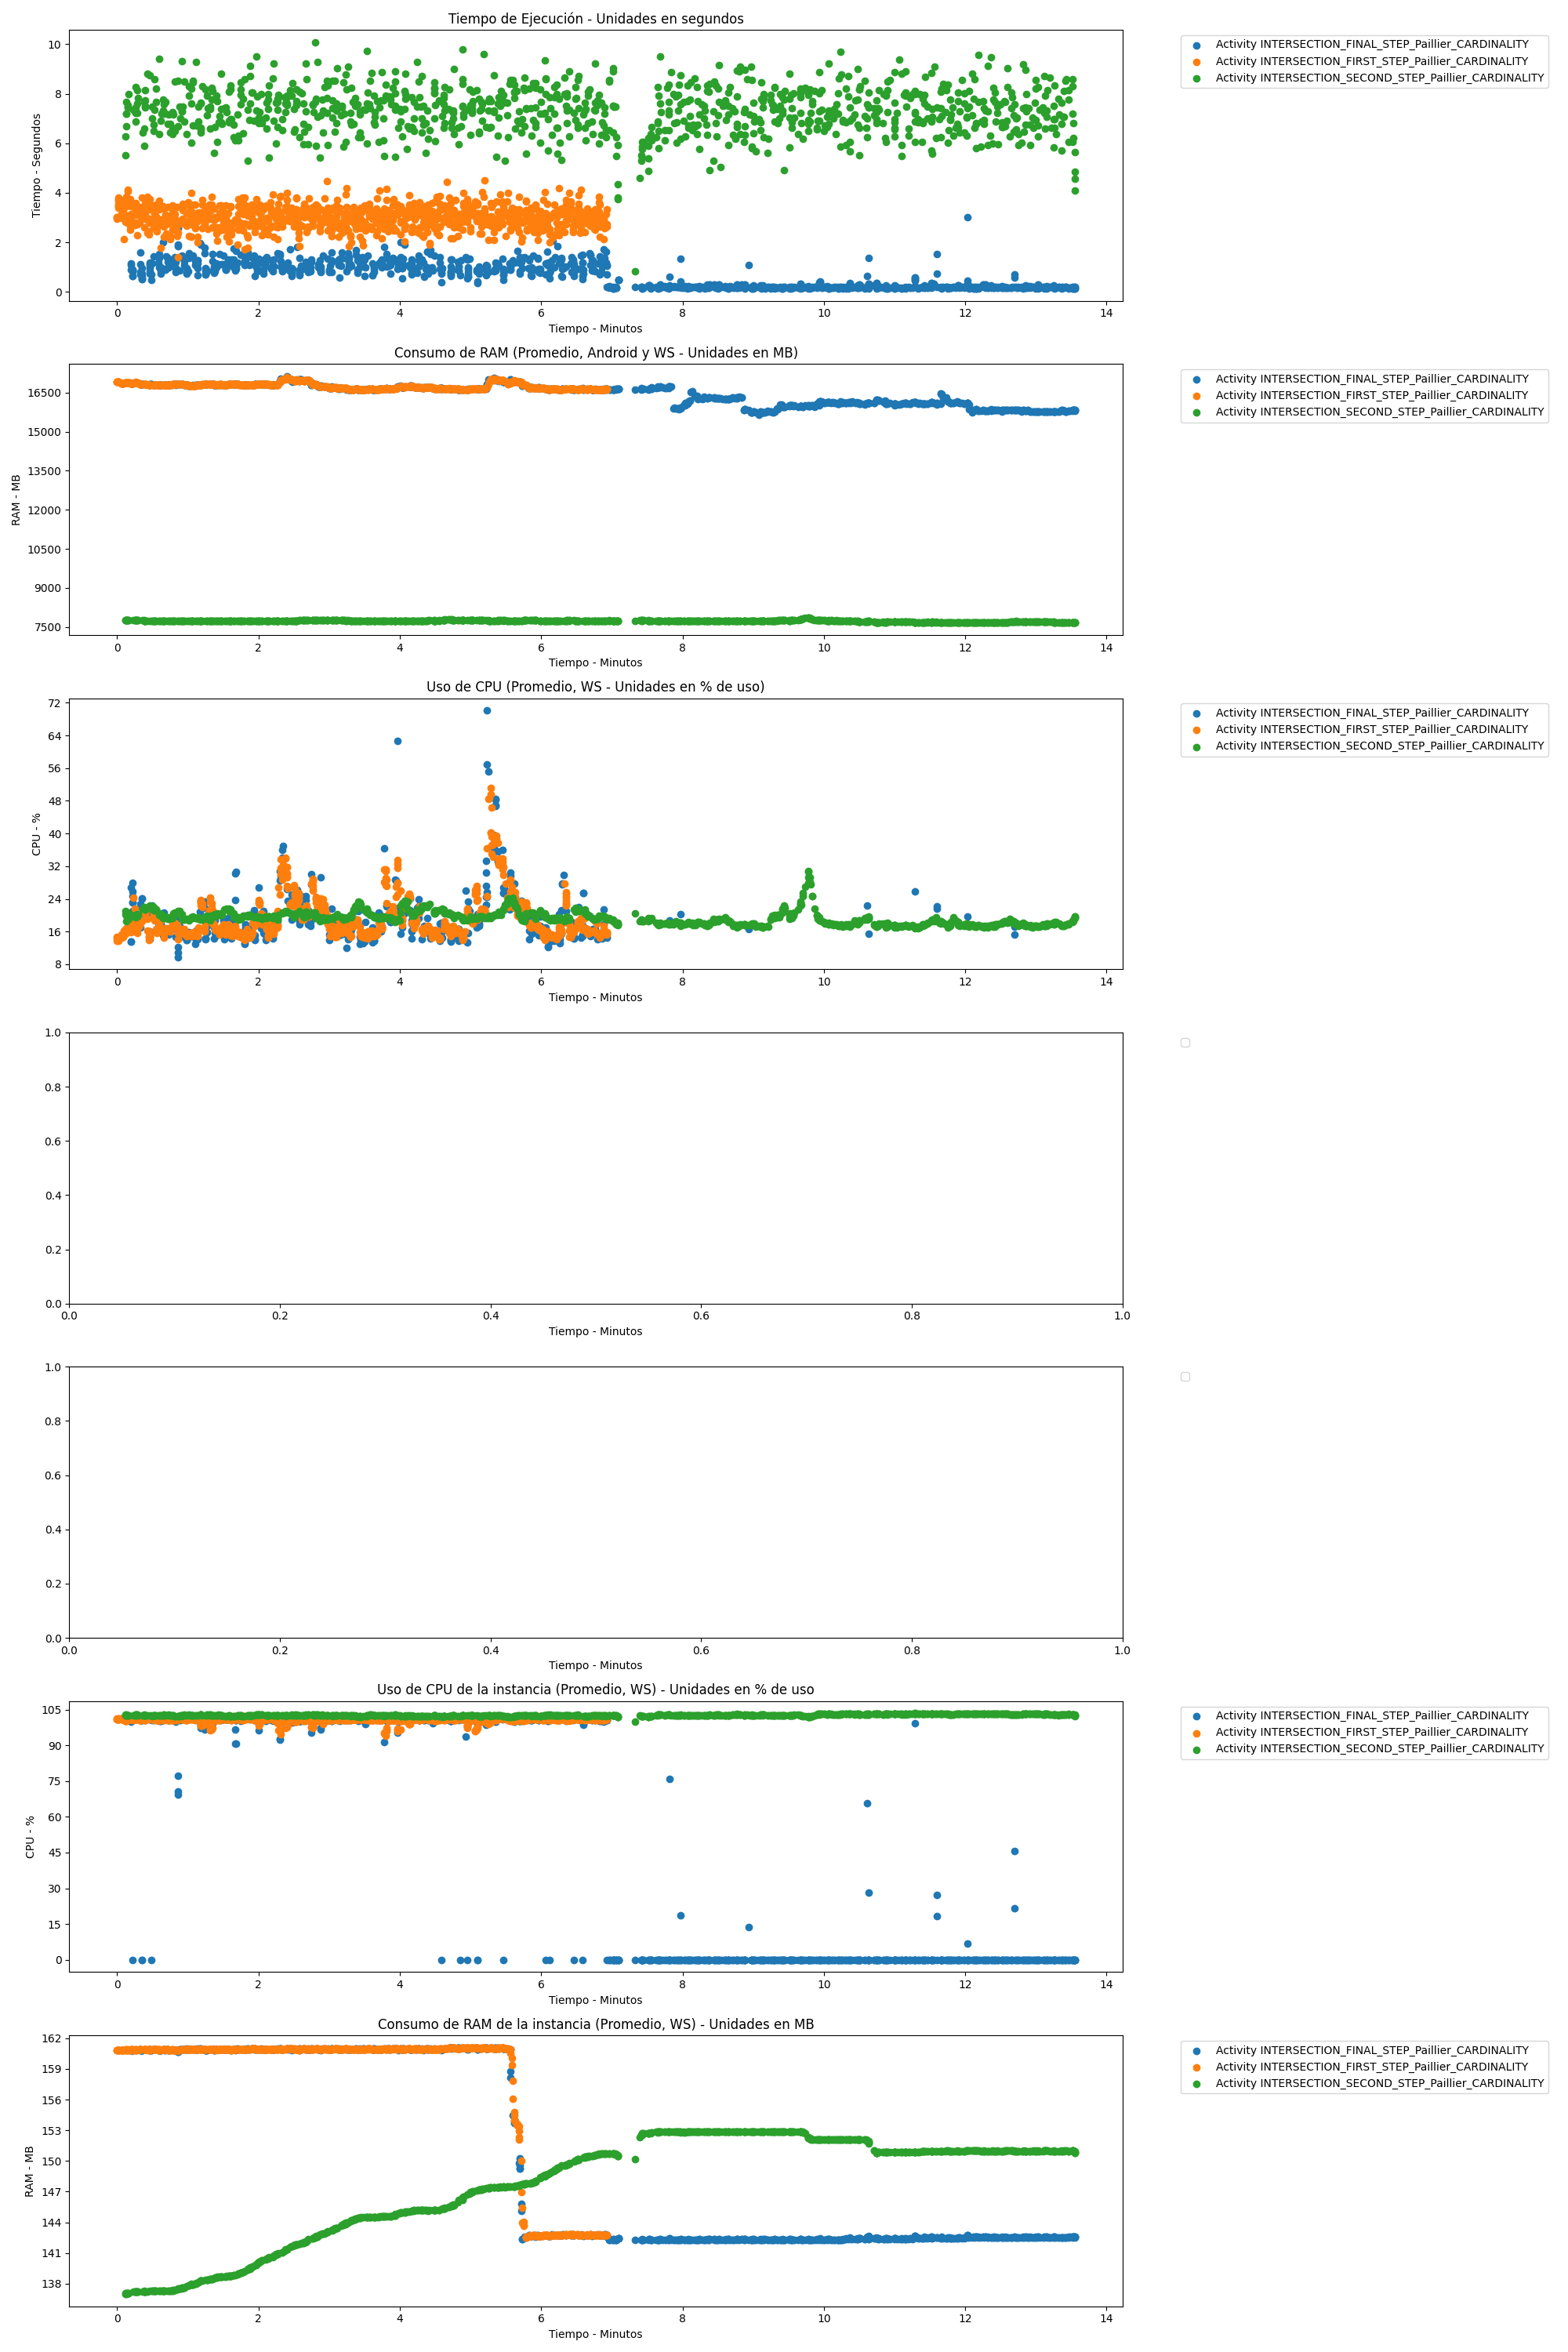 Tiempo de Ejecución - Unidades en segundos
10
8
6
4
2
0
Tiempo - Segundos
0 2 4 6 8 10 12 14
Tiempo - Minutos
Activity INTERSECTION_FINAL_STEP_Paillier_CARDINALITY
Activity INTERSECTION_FIRST_STEP_Paillier_CARDINALITY
Activity INTERSECTION_SECOND_STEP_Paillier_CARDINALITY
Consumo de RAM (Promedio, Android y WS - Unidades en MB)
16500
15000
13500
12000
10500
9000
7500
RAM - MB
0 2 4 6 8 10 12 14
Tiempo - Minutos
Activity INTERSECTION_FINAL_STEP_Paillier_CARDINALITY
Activity INTERSECTION_FIRST_STEP_Paillier_CARDINALITY
Activity INTERSECTION_SECOND_STEP_Paillier_CARDINALITY
Uso de CPU (Promedio, WS - Unidades en % de uso)
72
64
56
48
40
32
24
16
8
CPU - %
0 2 4 6 8 10 12 14
Tiempo - Minutos
Activity INTERSECTION_FINAL_STEP_Paillier_CARDINALITY
Activity INTERSECTION_FIRST_STEP_Paillier_CARDINALITY
Activity INTERSECTION_SECOND_STEP_Paillier_CARDINALITY
1.0
0.8
0.6
0.4
0.2
0.0
0.0 0.2 0.4 0.6 0.8 1.0
Tiempo - Minutos
1.0
0.8
0.6
0.4
0.2
0.0
0.0 0.2 0.4 0.6 0.8 1.0
Tiempo - Minutos
Uso de CPU de la instancia (Promedio, WS) - Unidades en % de uso
105
90
75
60
45
30
15
0
CPU - %
0 2 4 6 8 10 12 14
Tiempo - Minutos
Activity INTERSECTION_FINAL_STEP_Paillier_CARDINALITY
Activity INTERSECTION_FIRST_STEP_Paillier_CARDINALITY
Activity INTERSECTION_SECOND_STEP_Paillier_CARDINALITY
Consumo de RAM de la instancia (Promedio, WS) - Unidades en MB
162
159
156
153
150
147
144
141
138
RAM - MB
0 2 4 6 8 10 12 14
Tiempo - Minutos
Activity INTERSECTION_FINAL_STEP_Paillier_CARDINALITY
Activity INTERSECTION_FIRST_STEP_Paillier_CARDINALITY
Activity INTERSECTION_SECOND_STEP_Paillier_CARDINALITY